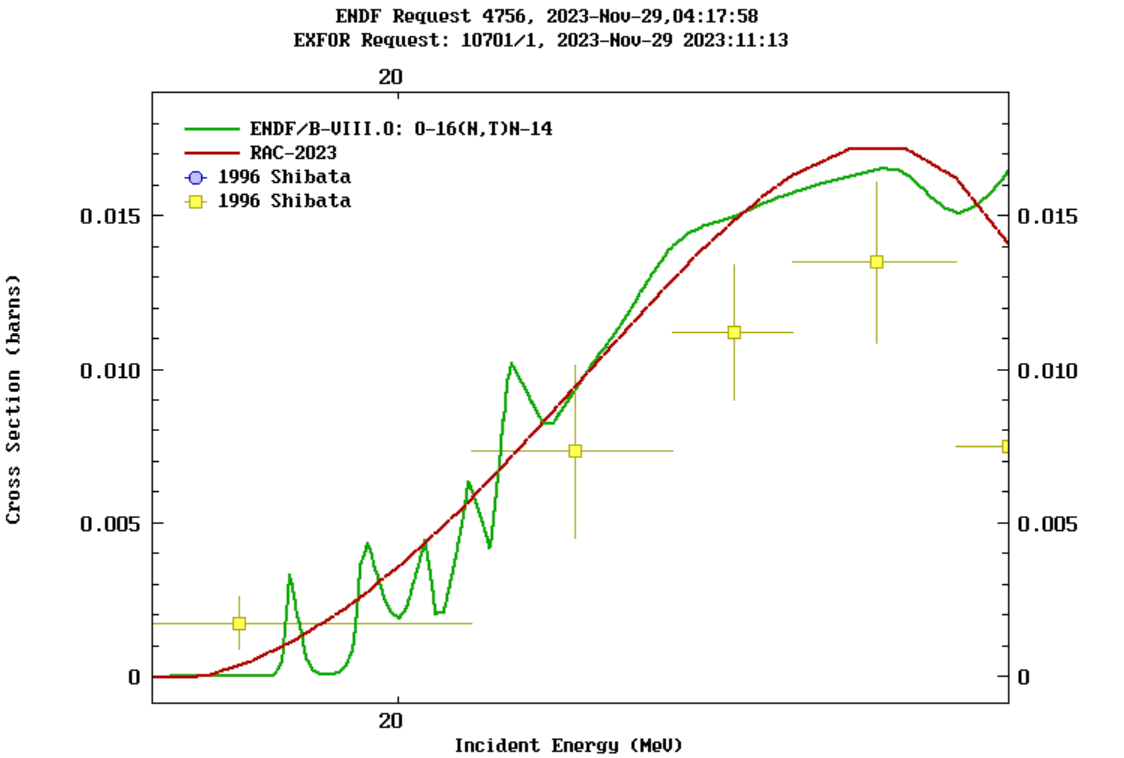 ENDF Request 4756, 2023-Nov-29,04:17:58
EXFOR Request: 10701/1, 2023-Nov-29 2023:11:13
20
ENDF/B-VIII.0: O-16(N,T)N-14
RAC-2023
1996 Shibata
1996 Shibata
0.015
0.015
0.010
0.010
0.005
0.005
0
0
Cross Section (barns)
20
Incident Energy (MeV)